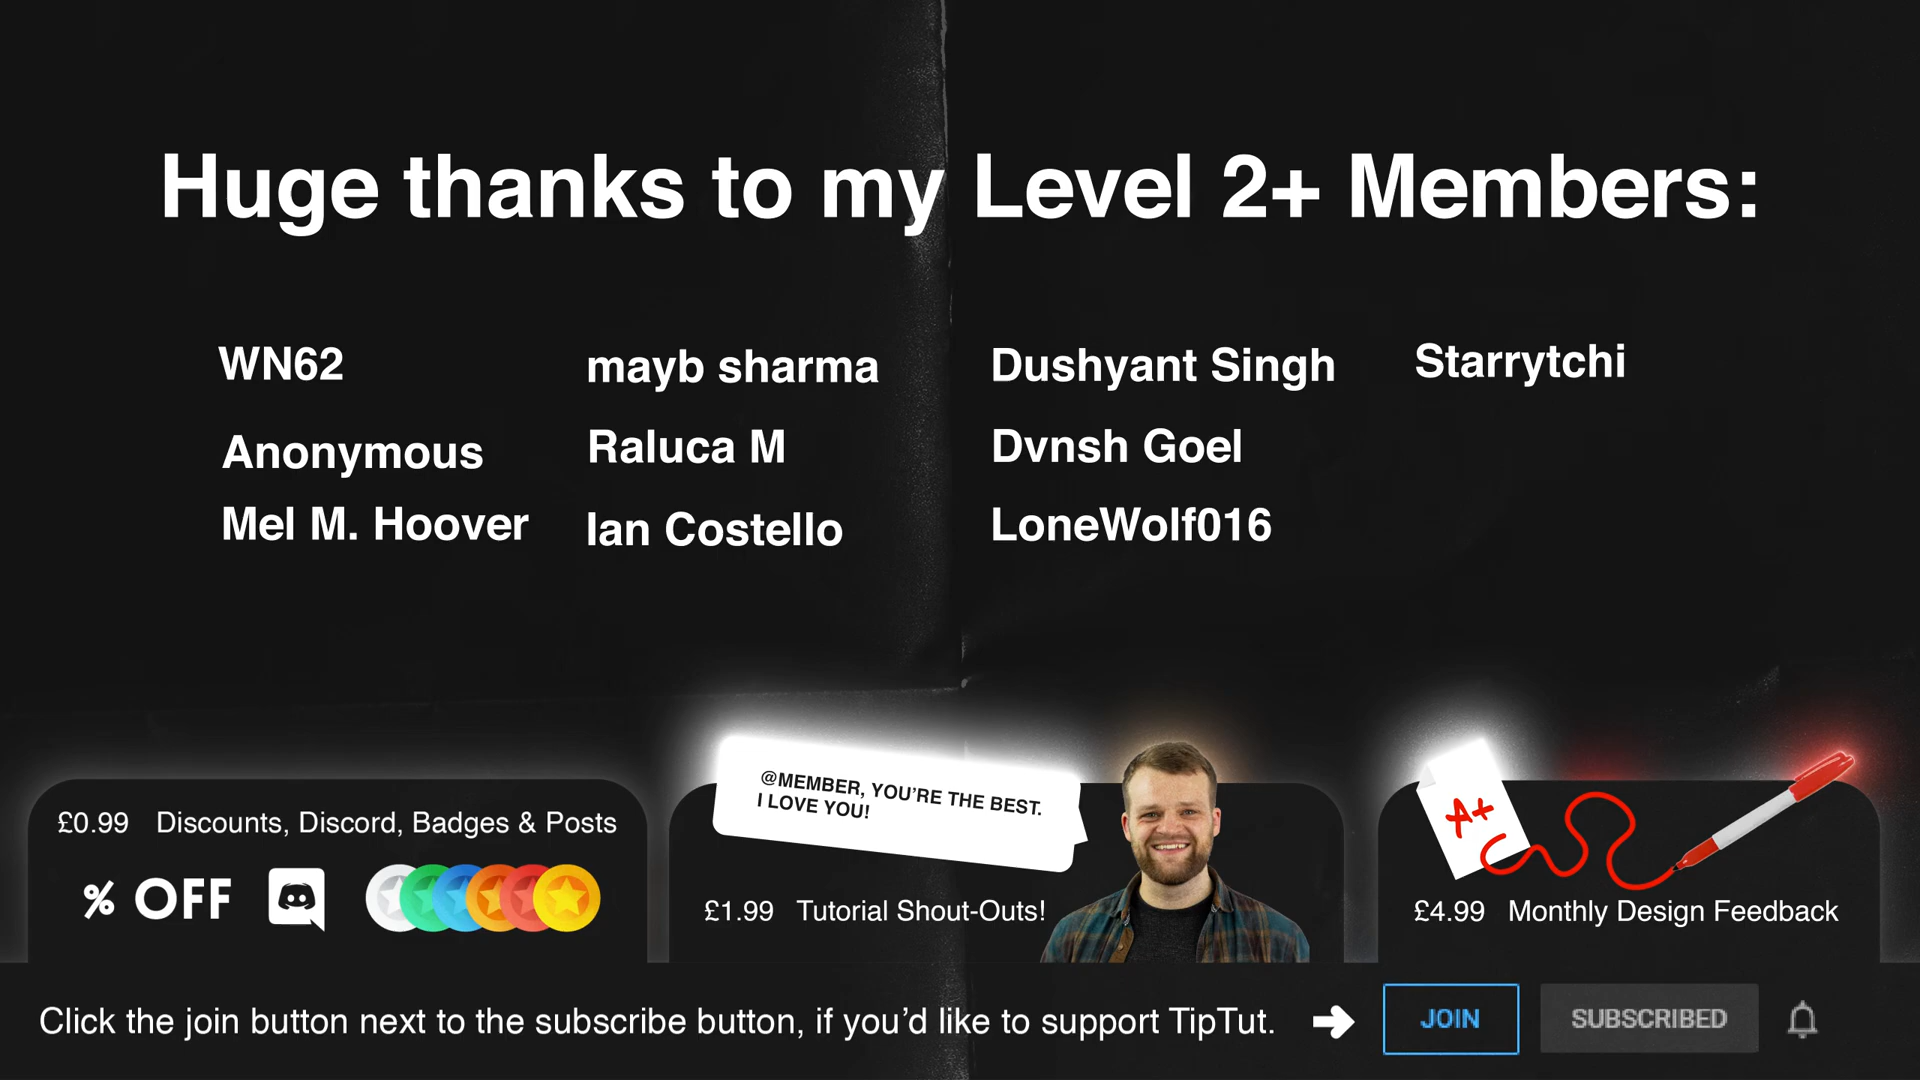 Huge thanks to my Level 2+ Members:
WN62
Anonymous
Mel M. Hoover
mayb sharma
Raluca M
Ian Costello
Dushyant Singh
Dvnsh Goel
LoneWolf016
Starrytchi
£0.99 Discounts, Discord, Badges & Posts
% OFF
@MEMBER, YOU’RE THE BEST.
I LOVE YOU!
£1.99 Tutorial Shout-Outs!
A+
£4.99 Monthly Design Feedback
Click the join button next to the subscribe button, if you’d like to support TipTut.
JOIN
SUBSCRIBED